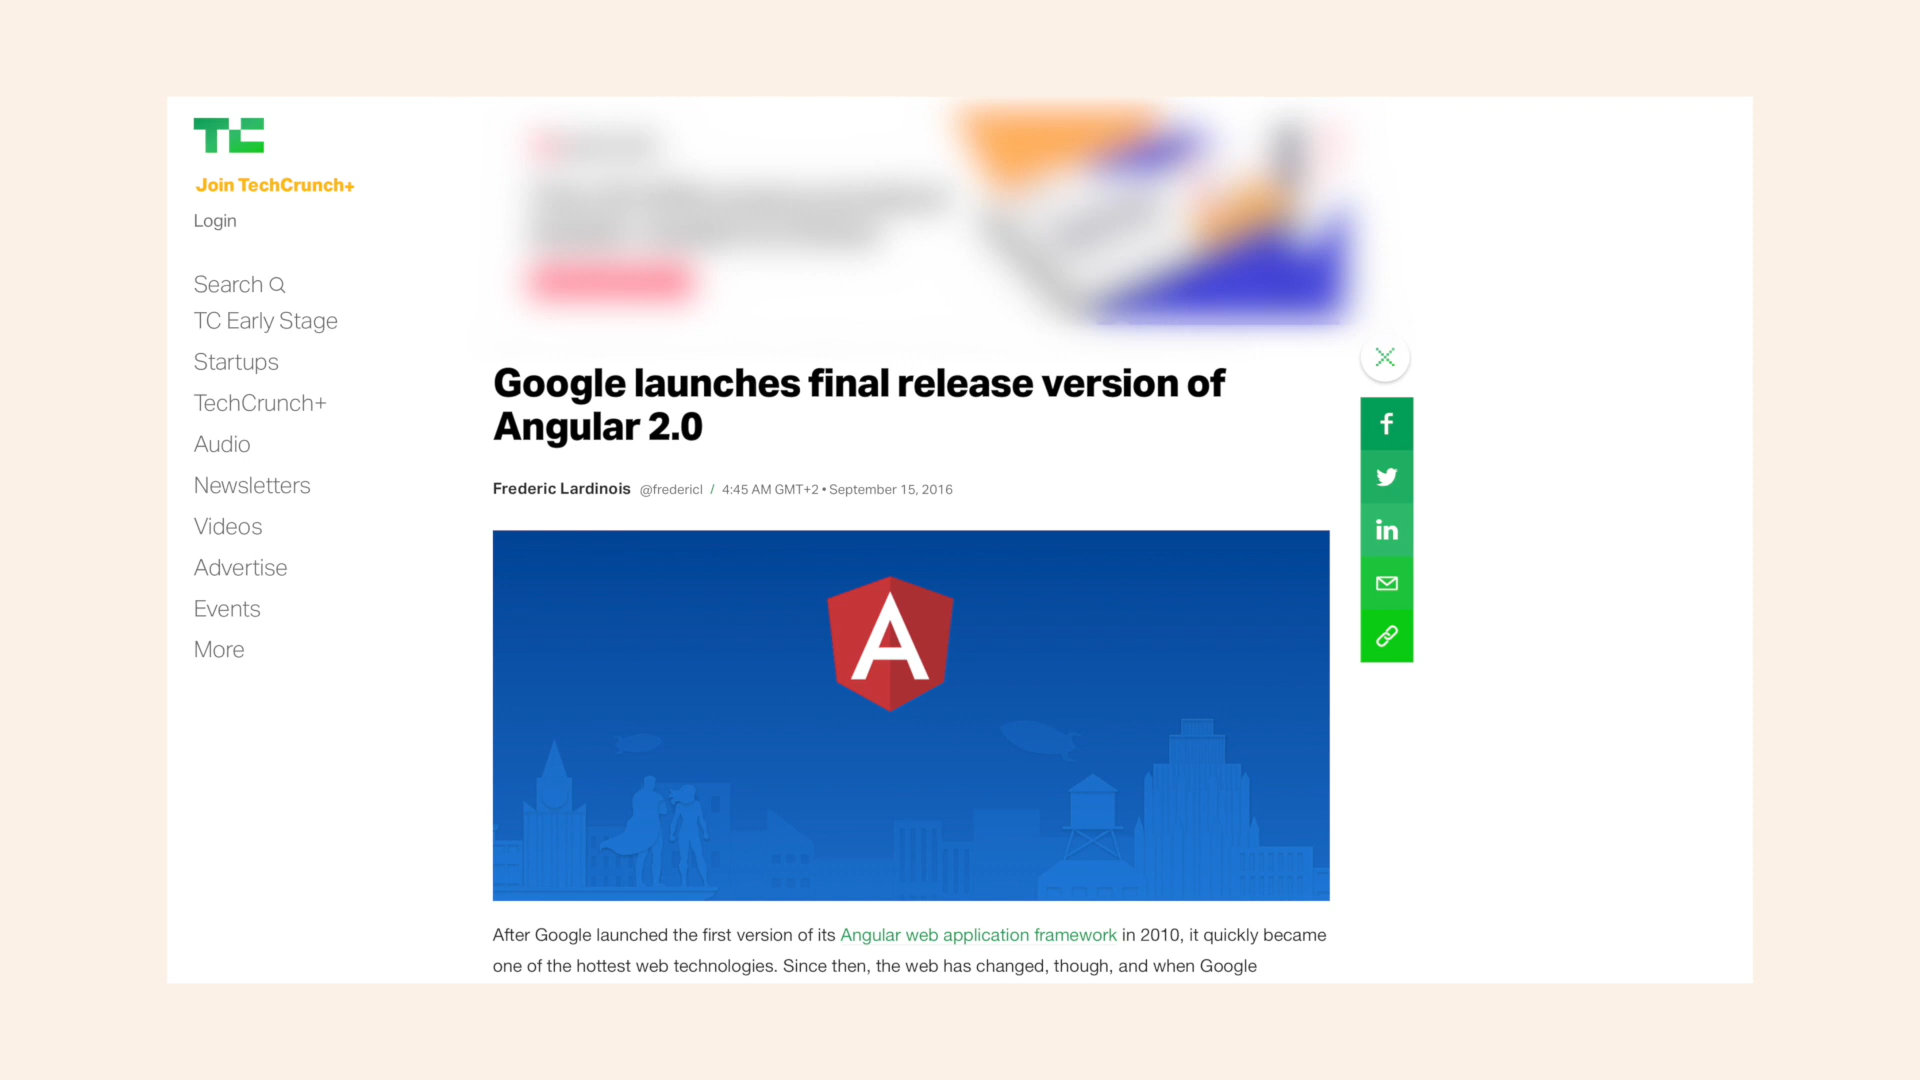 TC
Join TechCrunch+
Login
Search
TC Early Stage
Startups
TechCrunch+
Audio
Newsletters
Videos
Advertise
Events
More
Google launches final release version of
Angular 2.0
Frederic Lardinois @fredericl / 4:45 AM GMT+2 • September 15, 2016
A
After Google launched the first version of its Angular web application framework in 2010, it quickly became
one of the hottest web technologies. Since then, the web has changed, though, and when Google